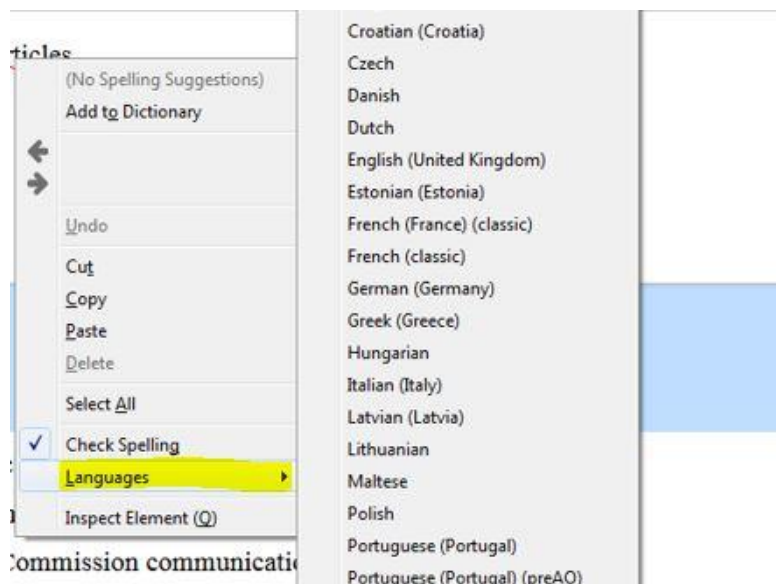 ticles
(No Spelling Suggestions)
Add to Dictionary
Undo
Cut
Copy
Paste
Delete
Select All
Check Spelling
Languages
Inspect Element (Q)
Commission communicatio
Croatian (Croatia)
Czech
Danish
Dutch
English (United Kingdom)
Estonian (Estonia)
French (France) (classic)
French (classic)
German (Germany)
Greek (Greece)
Hungarian
Italian (Italy)
Latvian (Latvia)
Lithuanian
Maltese
Polish
Portuguese (Portugal)
Portuguese (Portugal) (preAO)